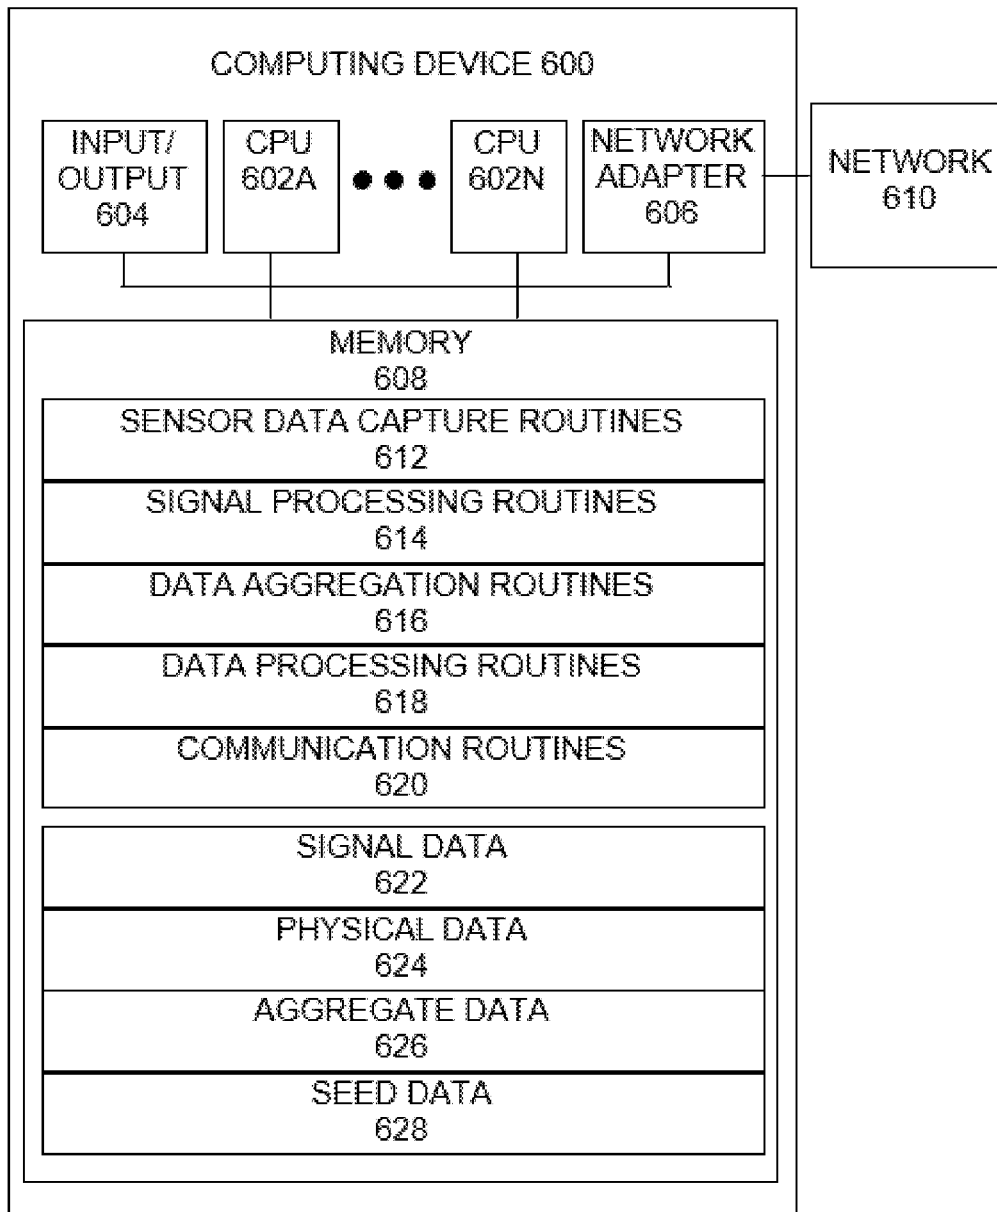 COMPUTING DEVICE 600
INPUT/
OUTPUT
604
CPU
602A
CPU
602N
NETWORK
ADAPTER
606
NETWORK
610
MEMORY
608
SENSOR DATA CAPTURE ROUTINES
612
SIGNAL PROCESSING ROUTINES
614
DATA AGGREGATION ROUTINES
616
DATA PROCESSING ROUTINES
618
COMMUNICATION ROUTINES
620
SIGNAL DATA
622
PHYSICAL DATA
624
AGGREGATE DATA
626
SEED DATA
628